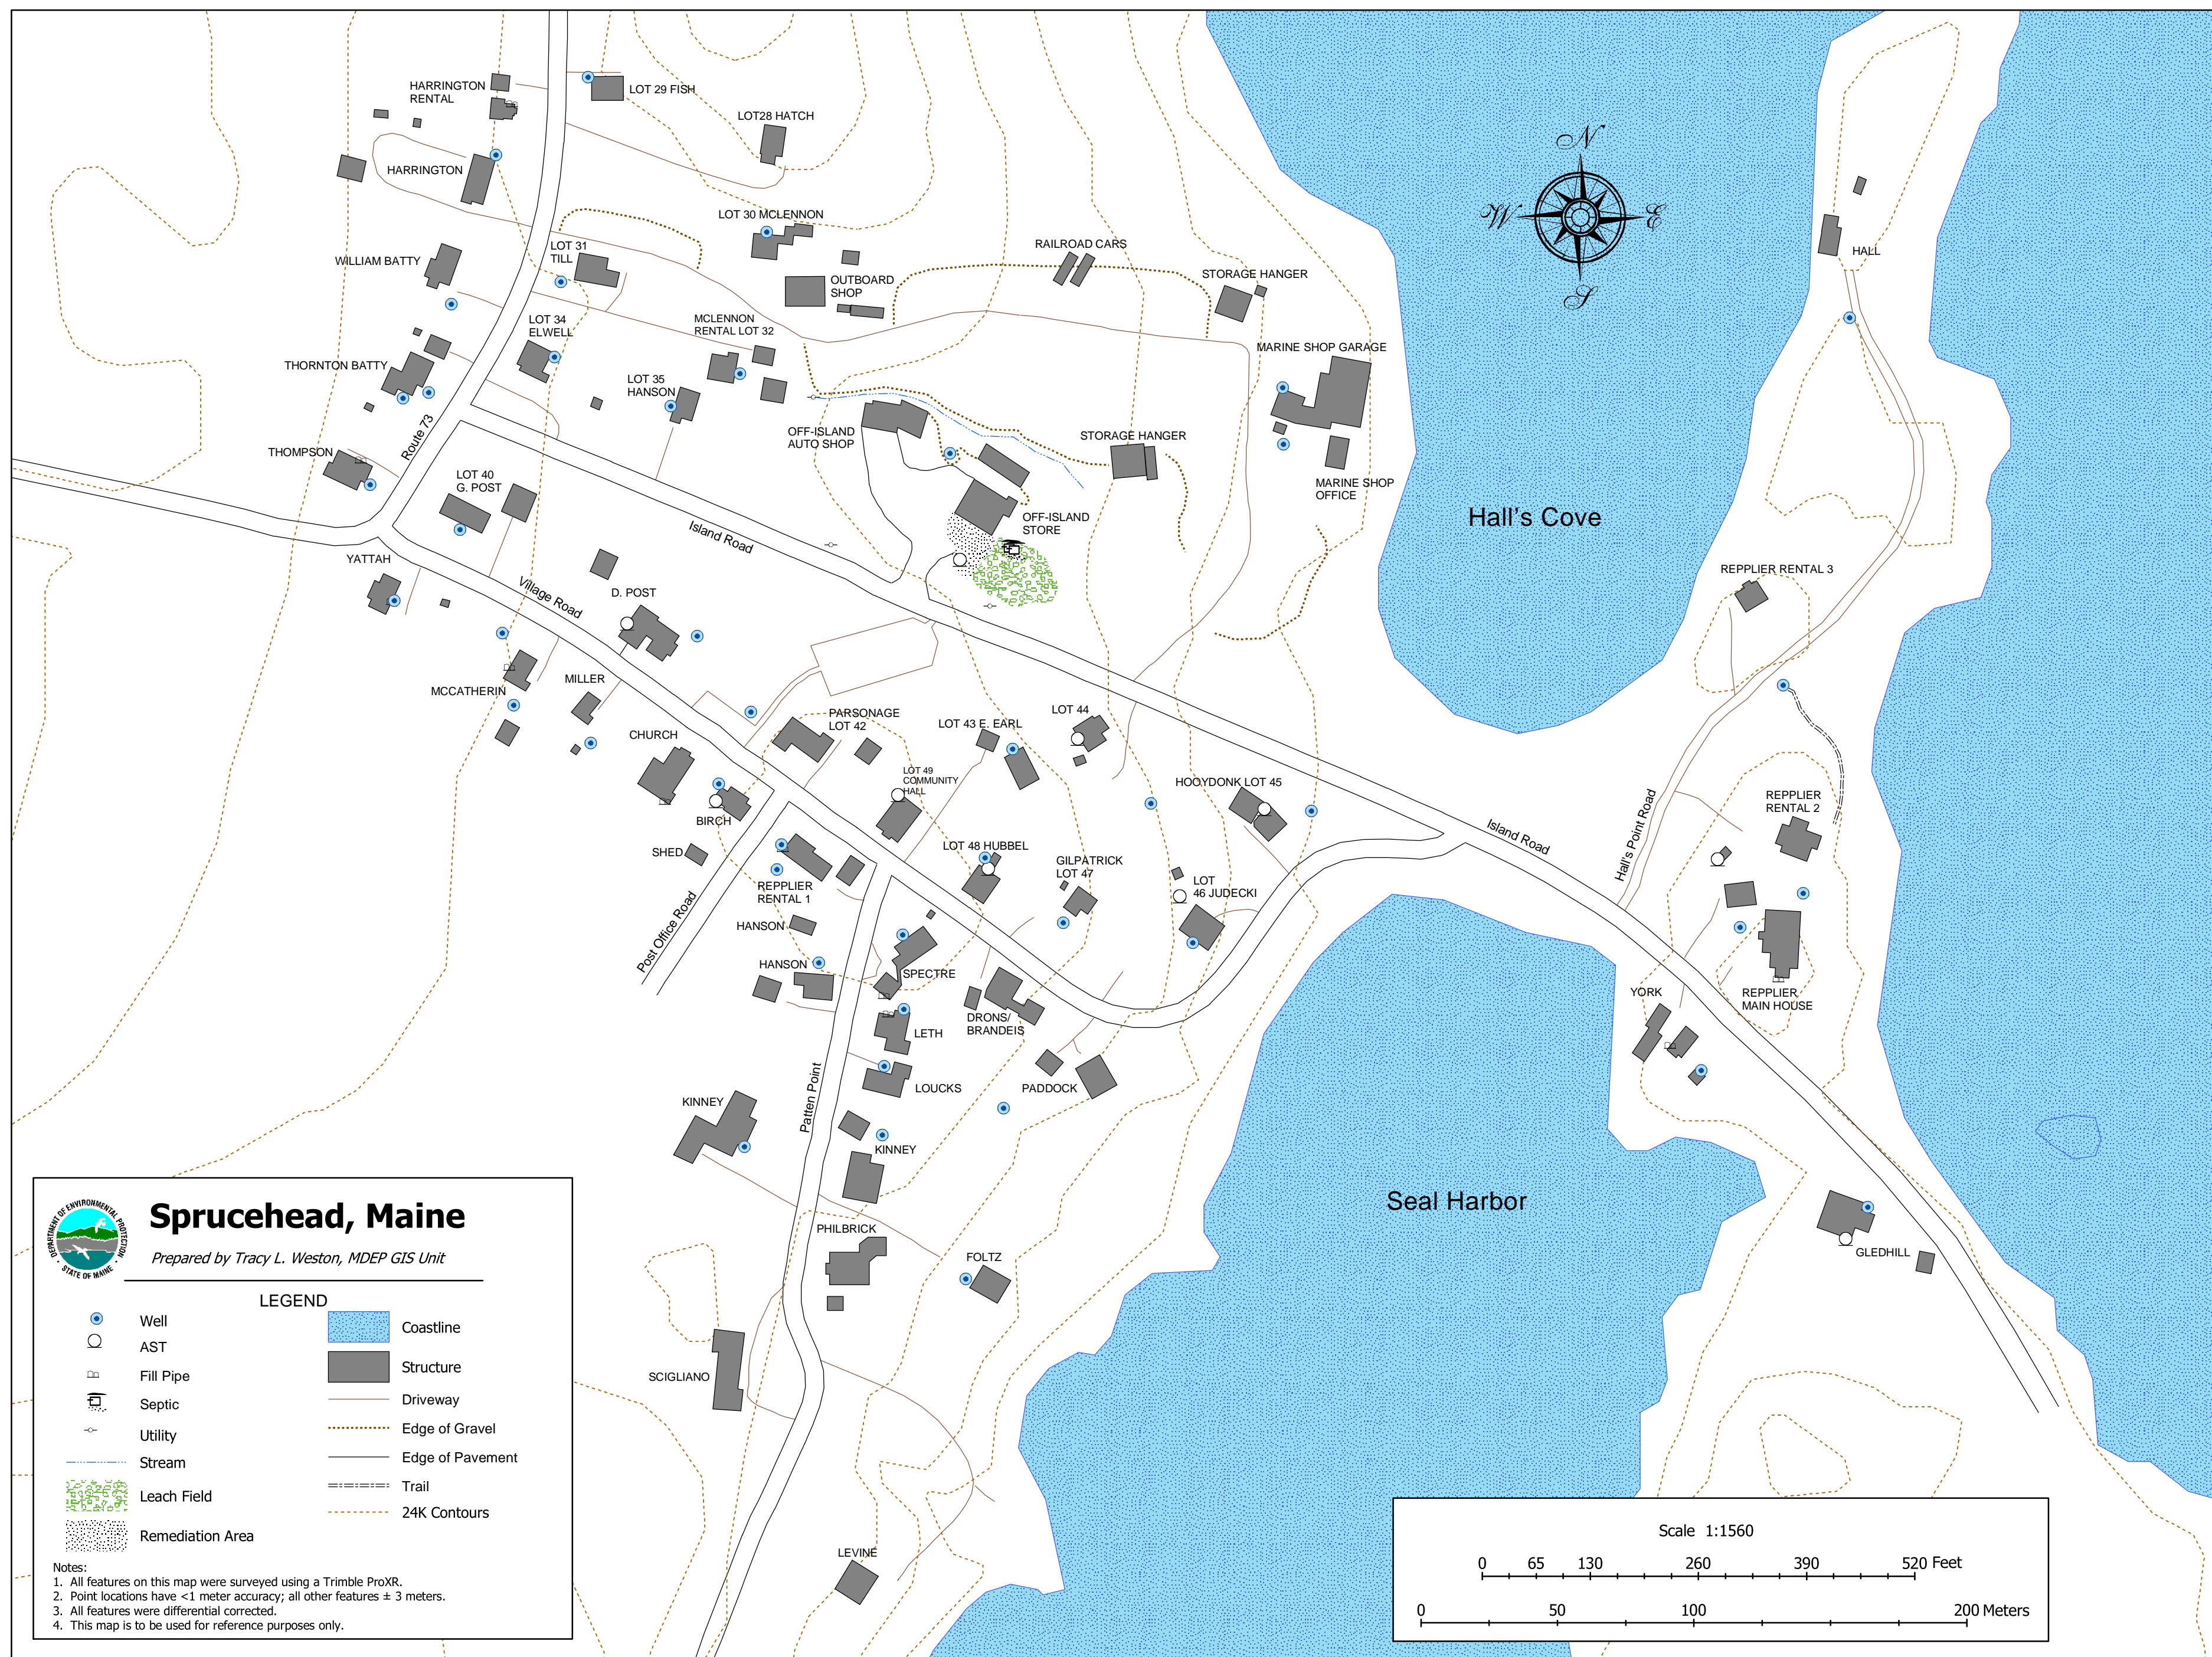 HARRINGTON
RENTAL
LOT 29 FISH
LOT28 HATCH
HARRINGTON
LOT 30 MCLENNON
WILLIAM BATTY
LOT 31
TILL
RAILROAD CARS
STORAGE HANGER
OUTBOARD
SHOP
LOT 34
ELWELL
MCLENNON
RENTAL LOT 32
MARINE SHOP GARAGE
THORNTON BATTY
LOT 35
HANSON
Route 73
OFF-ISLAND
AUTO SHOP
STORAGE HANGER
THOMPSON
LOT 40
G. POST
MARINE SHOP
OFFICE
OFF-ISLAND
STORE
Island Road
N
W
E
S
HALL
Hall's Cove
YATTAH
Village Road
D. POST
REPPLIER RENTAL 3
MCCATHERIN
MILLER
CHURCH
PARSONAGE
LOT 42
LOT 43 E. EARL
LOT 44
LOT 49
COMMUNITY
HALL
HOOYDONK LOT 45
BIRCH
SHED
REPPLIER
RENTAL 2
Island Road
Hall's Point Road
LOT 48 HUBBEL
GILPATRICK
LOT 47
LOT
46 JUDECKI
REPPLIER
RENTAL 1
Post Office Road
HANSON
HANSON
SPECTRE
LETH
DRONS/
BRANDEIS
YORK
REPPLIER
MAIN HOUSE
LOUCKS
PADDOCK
Patten Point
KINNEY
KINNEY
Seal Harbor
PHILBRICK
FOLTZ
GLEDHILL
SCIGLIANO
LEVINE
DEPARTMENT OF ENVIRONMENTAL PROTECTION
STATE OF MAINE
Sprucehead, Maine
Prepared by Tracy L. Weston, MDEP GIS Unit
LEGEND
Well
AST
Fill Pipe
Septic
Utility
Stream
Leach Field
Remediation Area
Coastline
Structure
Driveway
Edge of Gravel
Edge of Pavement
Trail
24K Contours
Notes:
1. All features on this map were surveyed using a Trimble ProXR.
2. Point locations have <1 meter accuracy; all other features ± 3 meters.
3. All features were differential corrected.
4. This map is to be used for reference purposes only.
Scale 1:1560
0 65 130 260 390 520 Feet
0 50 100 200 Meters